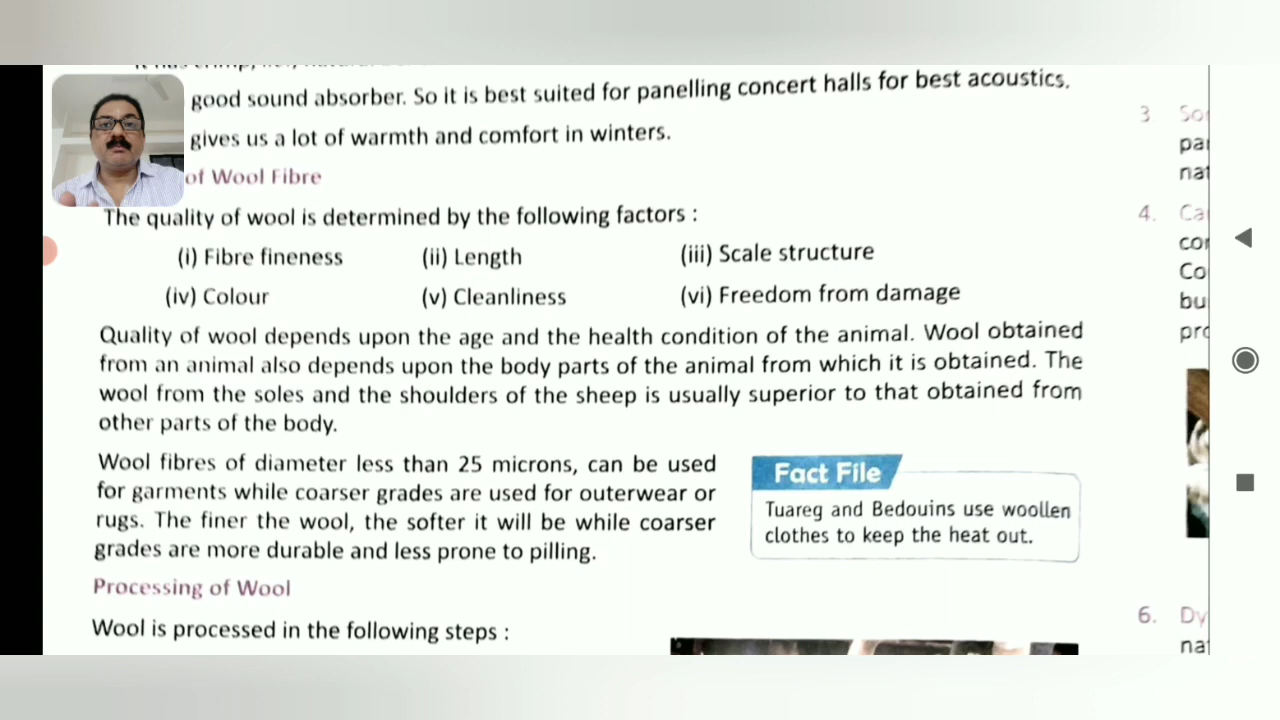 good sound absorber. So it is best suited for panelling concert halls for best acoustics.
gives us a lot of warmth and comfort in winters.
of Wool Fibre
The quality of wool is determined by the following factors :
(i) Fibre fineness (ii) Length (iii) Scale structure
(iv) Colour (v) Cleanliness (vi) Freedom from damage
Quality of wool depends upon the age and the health condition of the animal. Wool obtained
from an animal also depends upon the body parts of the animal from which it is obtained. The
wool from the soles and the shoulders of the sheep is usually superior to that obtained from
other parts of the body.
Wool fibres of diameter less than 25 microns, can be used
for garments while coarser grades are used for outerwear or
rugs. The finer the wool, the softer it will be while coarser
grades are more durable and less prone to pilling.
Fact File
Tuareg and Bedouins use woollen
clothes to keep the heat out.
Processing of Wool
Wool is processed in the following steps :
3
4.
6.